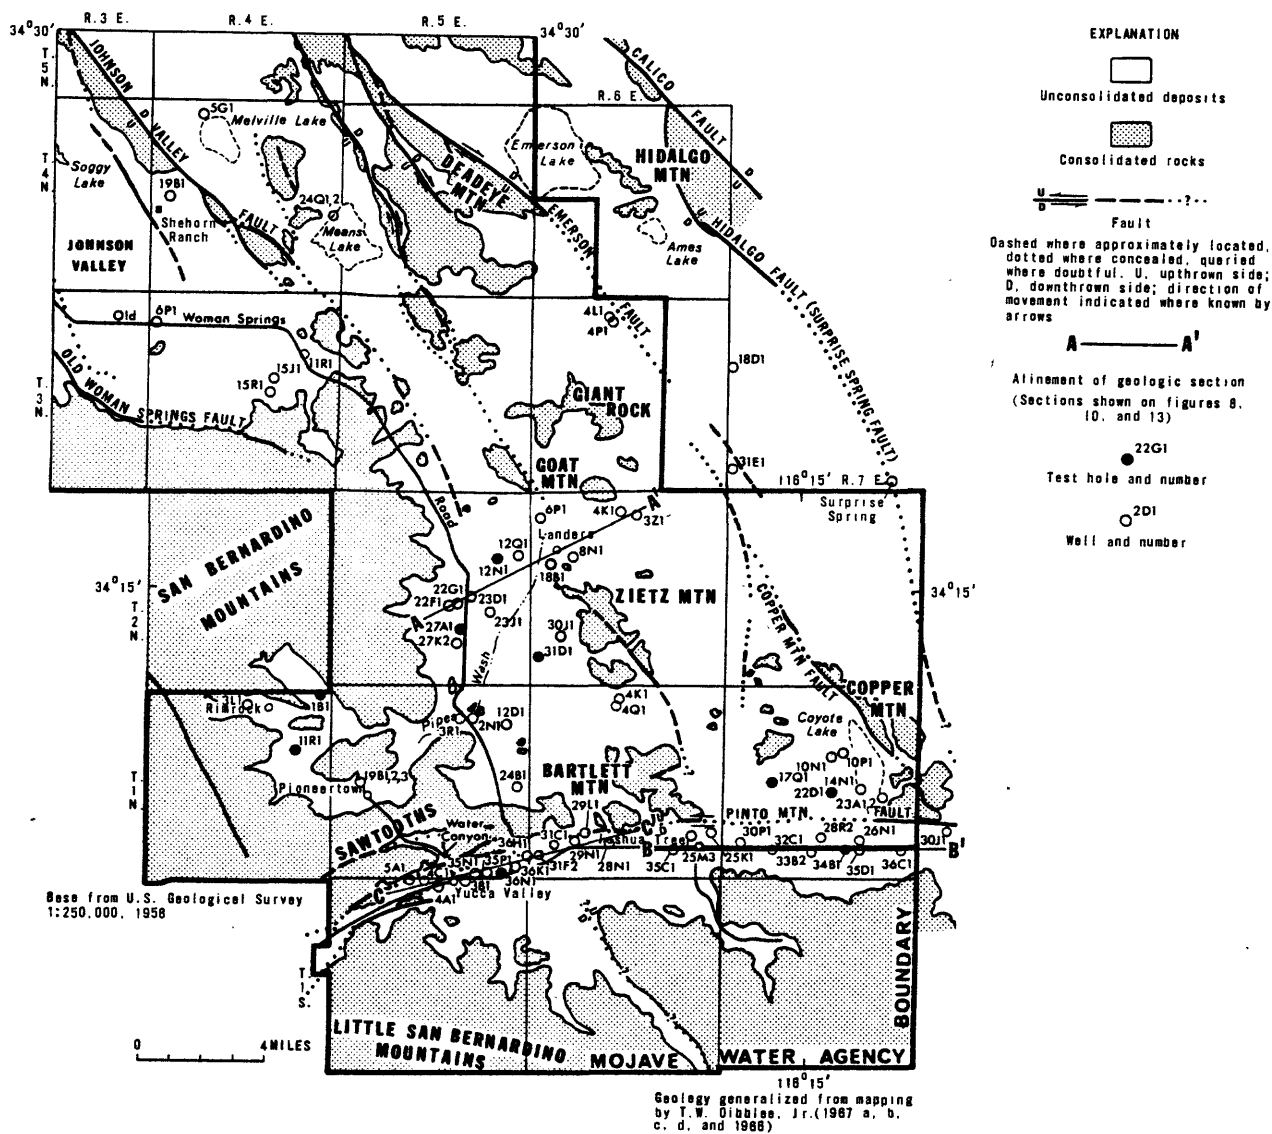 34°30'
R.3 E.
R.4 E.
R.5 E.
34°30'
T.
5
N.
JOHNSON
VALLEY
FAULT
D
U
5G1
Melville Lake
D
U
CALICO
FAULT
R.6 E.
D
U
T.
4
N.
Soggy
Lake
19B1
Shehorn
Ranch
24Q1,2
Means
Lake
DEADEYE
MTN
U
Emerson
Lake
HIDALGO
MTN
EMERSON
FAULT
Ames
Lake
U
D
HIDALGO FAULT (SURPRISE SPRING FAULT)
JOHNSON
VALLEY
Old
6P1
Woman Springs
Road
OLD WOMAN SPRINGS FAULT
T.
3
N.
15J1
11R1
15R1
4L1
4P1
18D1
GIANT
ROCK
GOAT
MTN
31E1
116°15'
R.7 E.
Surprise
Spring
6P1
4K1
A'
3Z1
Landers
SAN BERNARDINO
MOUNTAINS
12Q1
12N1
8N1
18B1
34°15'
34°15'
T.
2
N.
22G1
22F1
23D1
A
27A1
27K2
23J1
ZIETZ MTN
30J1
31D1
Wash
COPPER MTN FAULT
COPPER
MTN
Rimrock
1B1
4K1
4Q1
Pipes
3R1
2N1
12D1
Coyote
Lake
11R1
10N1
10P1
T.
1
N.
19B1,2,3
Pioneertown
24B1
BARTLETT
MTN
17Q1
14N1
22D1
23A1,2
29L1
PINTO MTN.
FAULT
SAWTOOTHS
Water
Canyon
36H1
31C1
C'
U
D
Joshua Tree
30P1
32C1
28R2
26N1
30J1
B
B'
5A1
35N1
35P1
29N1
28N1
31F2
36K1
35C1
25M3
25K1
33B2
34B1
35D1
36C1
C
36N1
4A1
Yucca Valley
Base from U.S. Geological Survey
1:250,000, 1956
T.
1
S.
U
D
?
?
?
?
BOUNDARY
0
4 MILES
LITTLE SAN BERNARDINO
MOUNTAINS
MOJAVE WATER AGENCY
116°15'
Geology generalized from mapping
by T.W. Dibblee, Jr.(1967 a, b,
c, d, and 1968)
EXPLANATION
Unconsolidated deposits
Consolidated rocks
U
D
?
Fault
Dashed where approximately located,
dotted where concealed, queried
where doubtful. U, upthrown side;
D, downthrown side; direction of
movement indicated where known by
arrows
A
A'
Alinement of geologic section
(Sections shown on figures 8,
10, and 13)
22G1
Test hole and number
2D1
Well and number